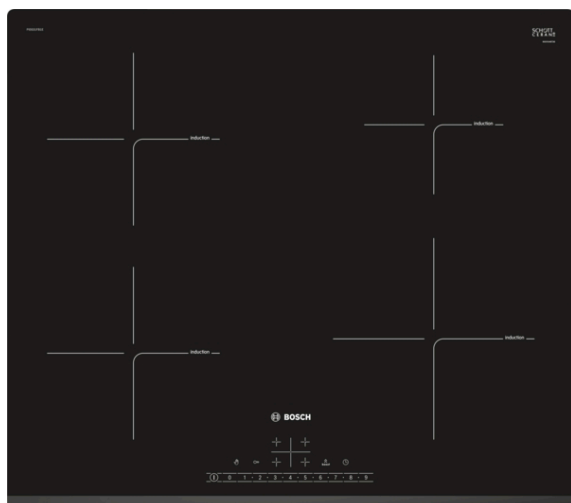 SCHOTT
CERAN®
Induction
Induction
Induction
Induction
BOSCH
0 1 · 2 · 3 · 4 · 5 · 6 · 7 · 8 · 9